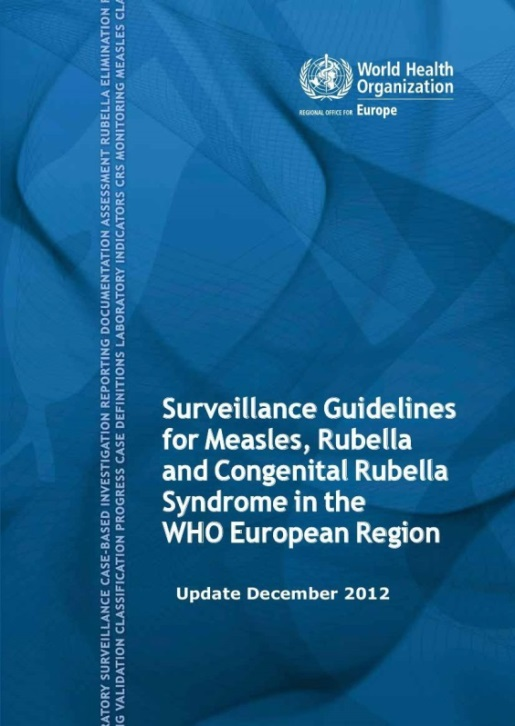 World Health
Organization
REGIONAL OFFICE FOR Europe
ATORY SURVEILLANCE CASE-BASED INVESTIGATION REPORTING DOCUMENTATION ASSESSMENT RUBELLA ELIMINATION
VALIDATION CLASSIFICATION PROGRESS CASE DEFINITIONS LABORATORY INDICATORS CRS MONITORING MEASLES
Surveillance Guidelines
for Measles, Rubella
and Congenital Rubella
Syndrome in the
WHO European Region
Update December 2012